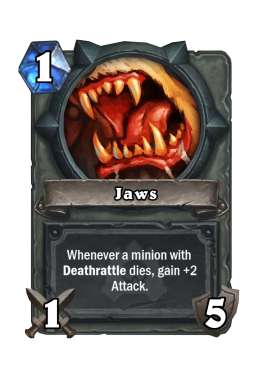 1
Jaws
Whenever a minion with
Deathrattle dies, gain +2
Attack.
1
5